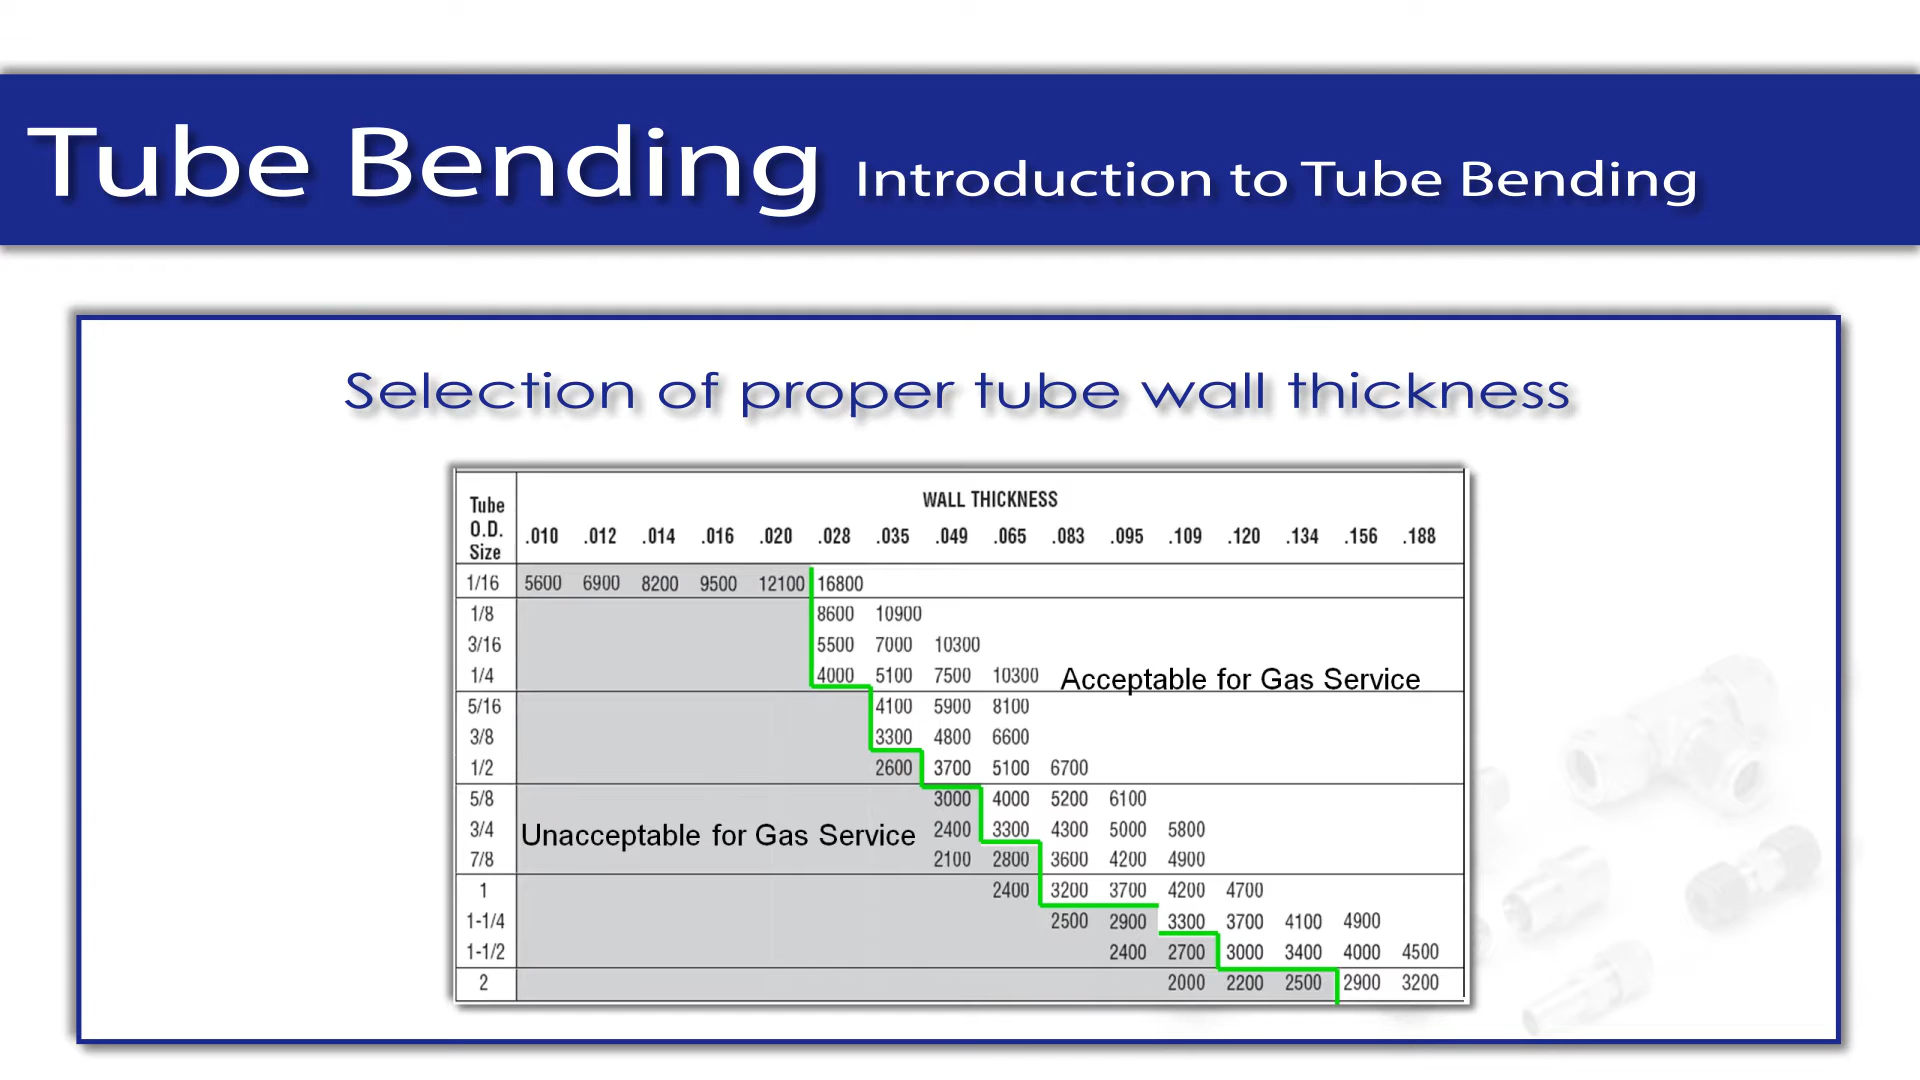 Tube Bending Introduction to Tube Bending
Selection of proper tube wall thickness
Tube O.D. Size
WALL THICKNESS
.010 .012 .014 .016 .020 .028 .035 .049 .065 .083 .095 .109 .120 .134 .156 .188
1/16 5600 6900 8200 9500 12100 16800
1/8 8600 10900
3/16 5500 7000 10300
1/4 4000 5100 7500 10300
Acceptable for Gas Service
5/16 4100 5900 8100
3/8 3300 4800 6600
1/2 2600 3700 5100 6700
5/8 3000 4000 5200 6100
3/4 2400 3300 4300 5000 5800
Unacceptable for Gas Service
7/8 2100 2800 3600 4200 4900
1 2400 3200 3700 4200 4700
1-1/4 2500 2900 3300 3700 4100 4900
1-1/2 2400 2700 3000 3400 4000 4500
2 2000 2200 2500 2900 3200